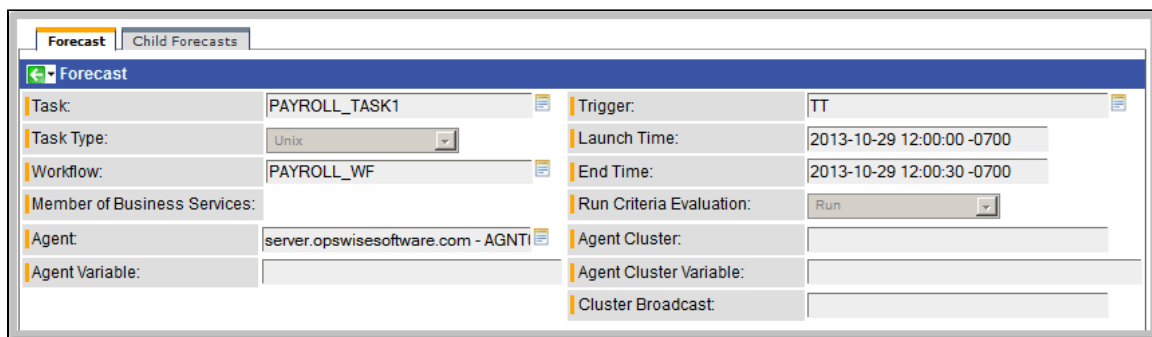 Forecast Child Forecasts
Forecast
Task: PAYROLL_TASK1 Trigger: TT
Task Type: Unix Launch Time: 2013-10-29 12:00:00 -0700
Workflow: PAYROLL_WF End Time: 2013-10-29 12:00:30 -0700
Member of Business Services: Run Criteria Evaluation: Run
Agent: server.opswisesoftware.com - Agent Cluster:
Agent Variable: Agent Cluster Variable:
Cluster Broadcast: